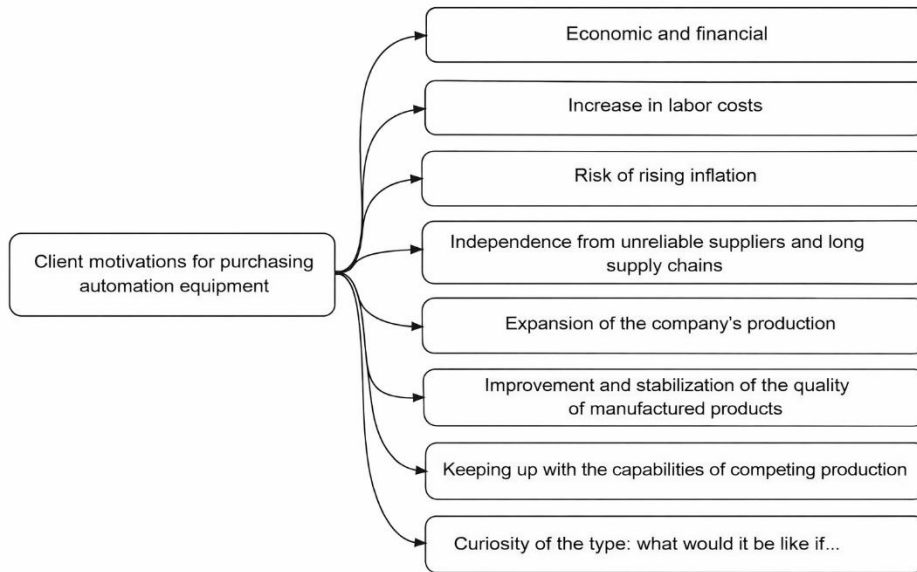 Economic and financial
Increase in labor costs
Risk of rising inflation
Client motivations for purchasing
automation equipment
Independence from unreliable suppliers and long
supply chains
Expansion of the company's production
Improvement and stabilization of the quality
of manufactured products
Keeping up with the capabilities of competing production
Curiosity of the type: what would it be like if...